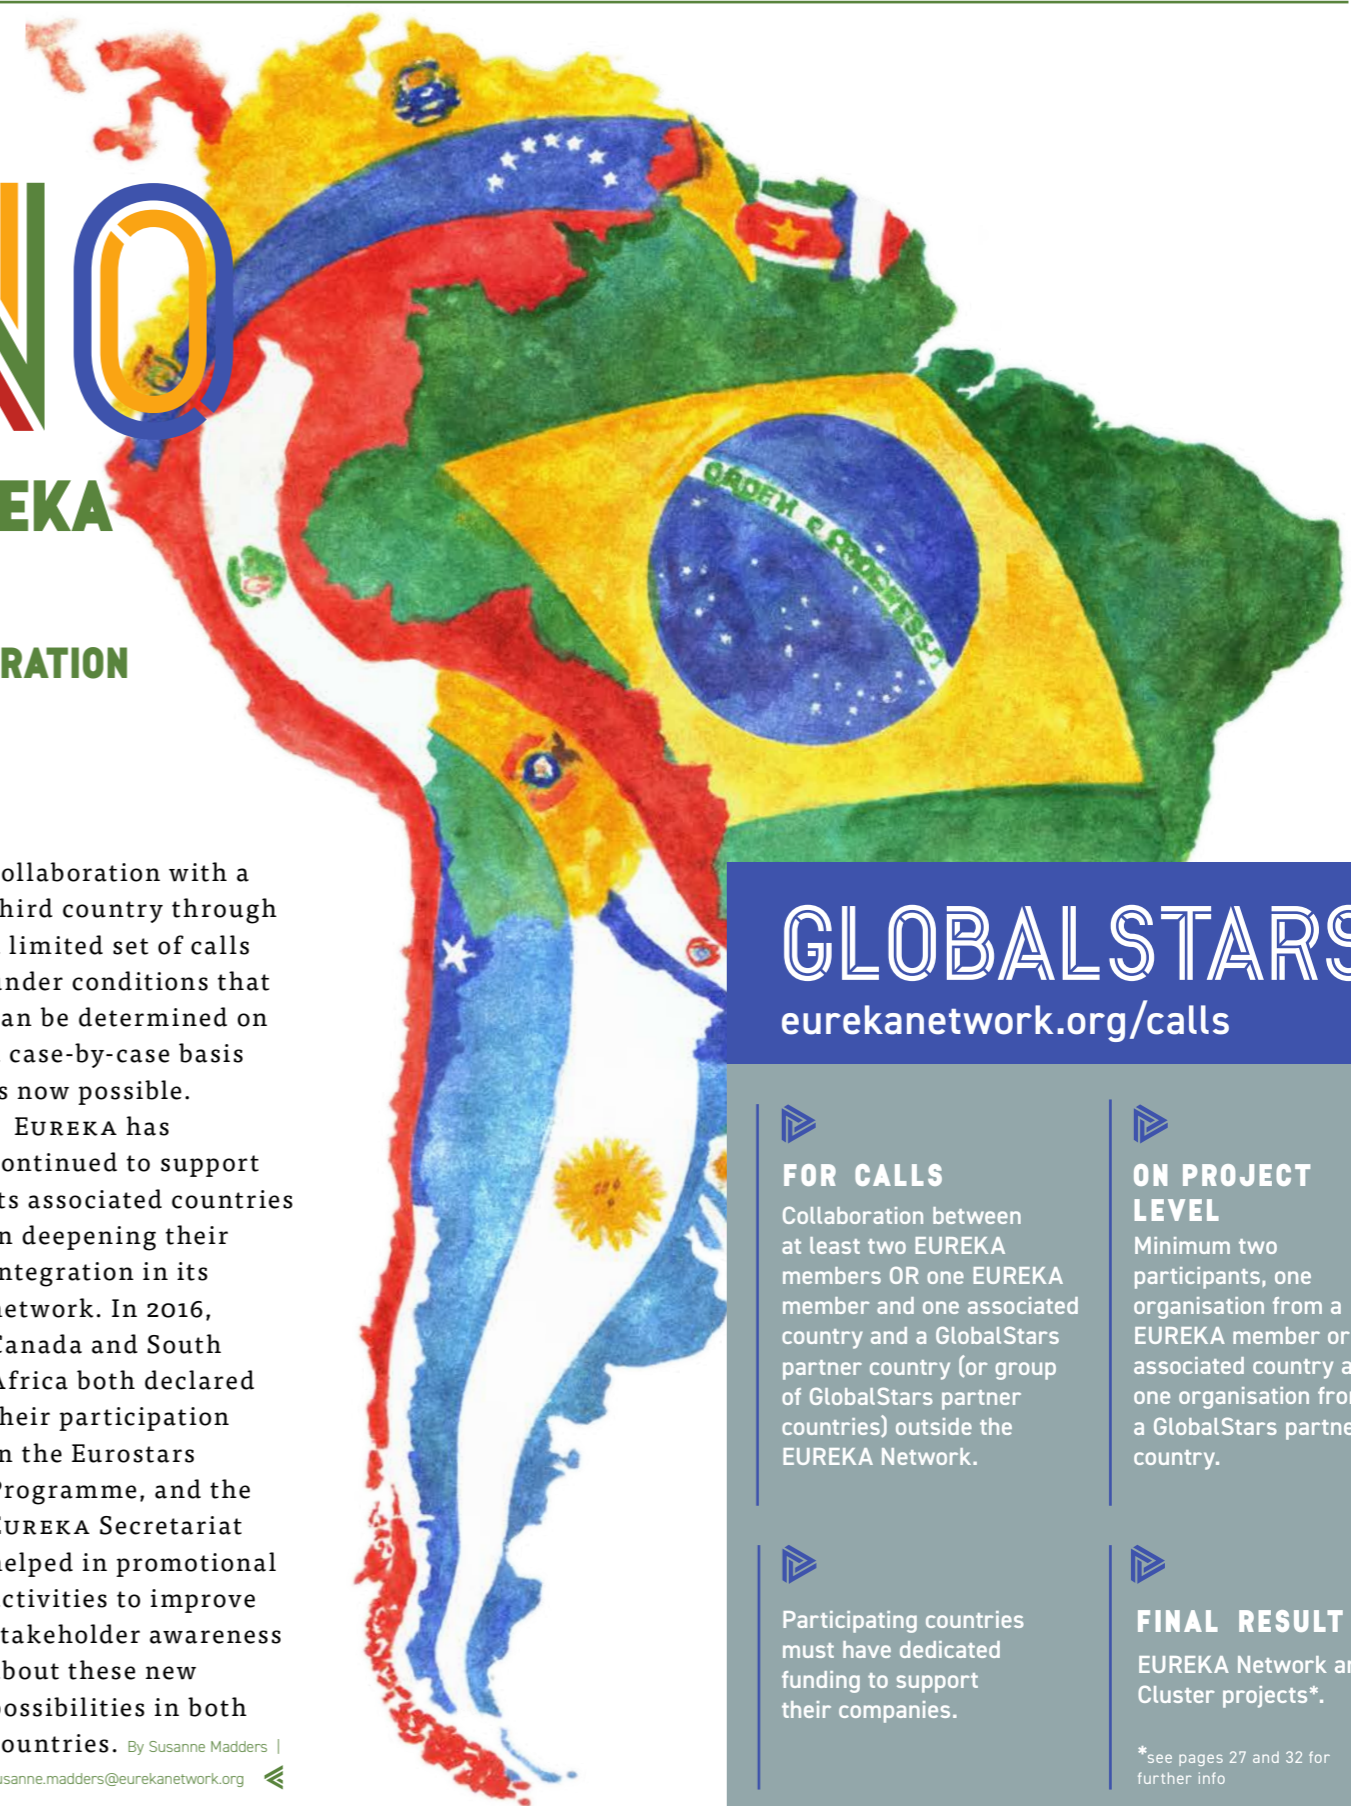 NO
EKA
RATION
ollaboration with a
hird country through
limited set of calls
under conditions that
an be determined on
case-by-case basis
s now possible.
EUREKA has
ontinued to support
ts associated countries
n deepening their
ntegration in its
network. In 2016,
Canada and South
Africa both declared
heir participation
n the Eurostars
Programme, and the
EUREKA Secretariat
helped in promotional
ctivities to improve
takeholder awareness
bout these new
possibilities in both
ountries. By Susanne Madders |
usanne.madders@eurekanetwork.org
ORDEM E PROGRESSO
GLOBALSTARS
eurekanetwork.org/calls
FOR CALLS
Collaboration between
at least two EUREKA
members OR one EUREKA
member and one associated
country and a GlobalStars
partner country (or group
of GlobalStars partner
countries) outside the
EUREKA Network.
ON PROJECT
LEVEL
Minimum two
participants, one
organisation from a
EUREKA member or
associated country a
one organisation fro
a GlobalStars partne
country.
Participating countries
must have dedicated
funding to support
their companies.
FINAL RESULT
EUREKA Network an
Cluster projects*.
*see pages 27 and 32 for
further info